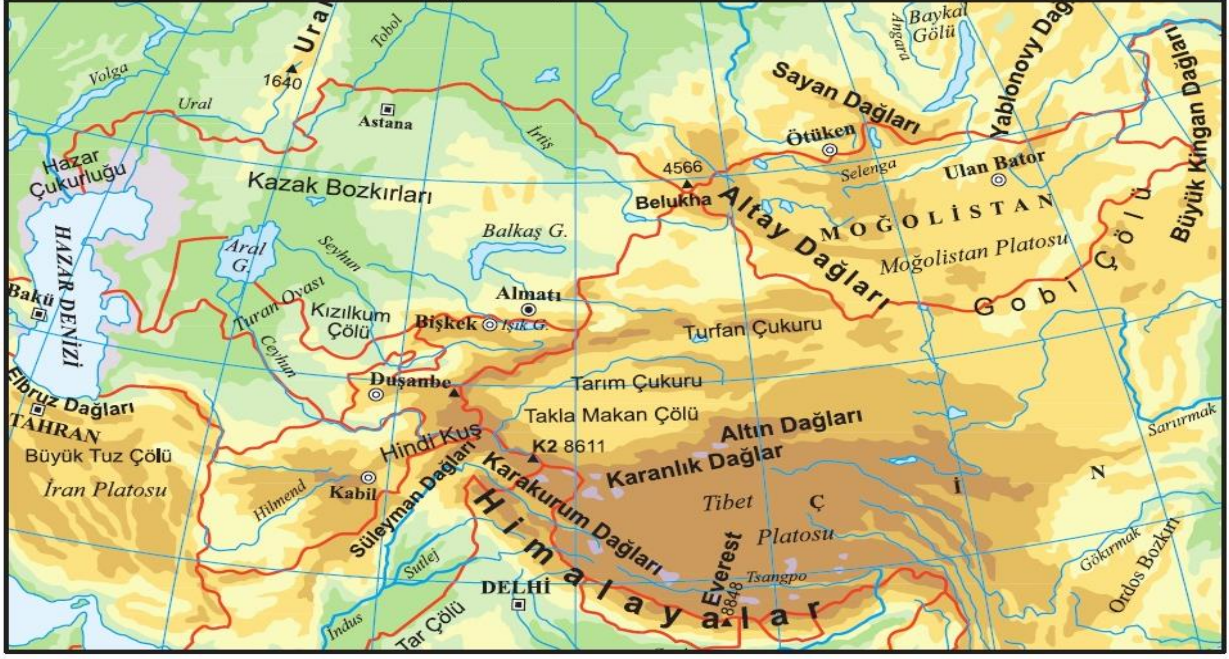 Volga
Ural
1640
Ural
Tobol
Astana
İrtiş
Angara
Baykal
Gölü
Sayan Dağları
Yablonovy Dağ
Büyük Kingan Dağları
Ötüken
Selenga
Ulan Bator
Hazar
Çukurluğu
Kazak Bozkırları
4566
Belukha
Altay Dağları
MOĞOLİSTAN
Moğolistan Platosu
Gobi Çölü
HAZAR DENİZİ
Bakü
Aral
G.
Seyhun
Balkaş G.
Turan Ovası
Kızılkum
Çölü
Ceyhun
Almatı
Bişkek
Işık G.
Turfan Çukuru
Elbruz Dağları
TAHRAN
Büyük Tuz Çölü
İran Platosu
Duşanbe
Tarım Çukuru
Takla Makan Çölü
Altın Dağları
Karanlık Dağlar
Hindi Kuş
K2 8611
Kabil
Hilmend
Süleyman Dağları
Karakurum Dağları
Himalayalar
Tibet
Platosu
ÇİN
Sarırmak
Gökırmak
Ordos Bozkırı
Sutlej
DELHİ
Indus
Tar Çölü
Everest
8848
Tsangpo